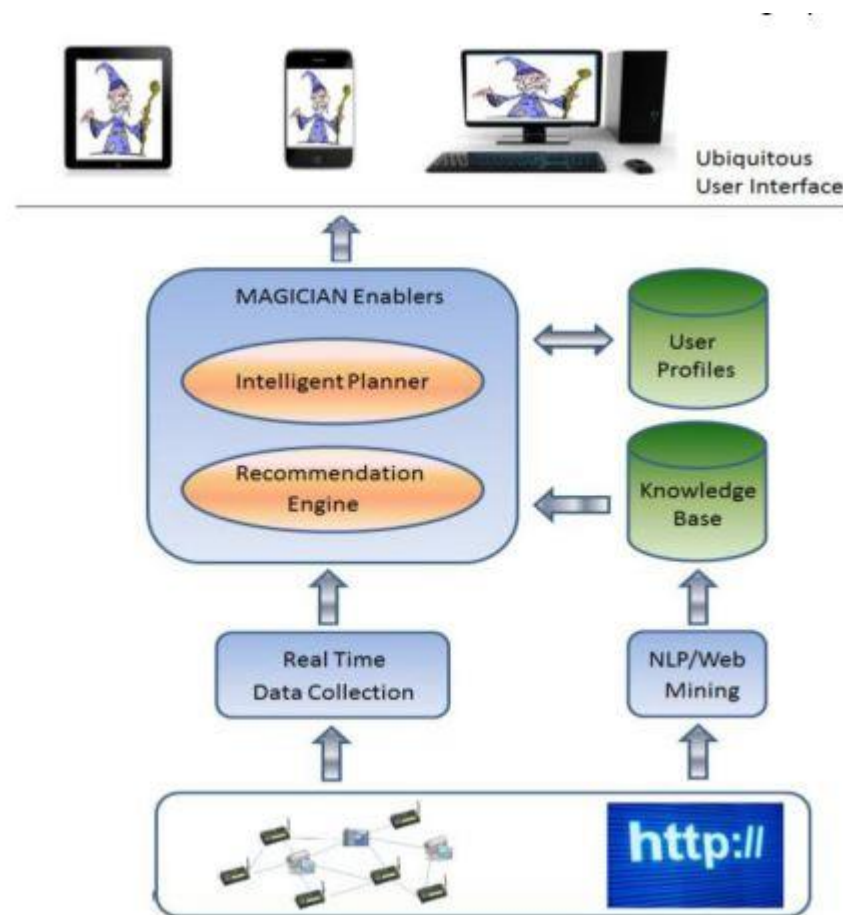 Ubiquitous
User Interface
MAGICIAN Enablers
Intelligent Planner
Recommendation
Engine
User
Profiles
Knowledge
Base
Real Time
Data Collection
NLP/Web
Mining
http://